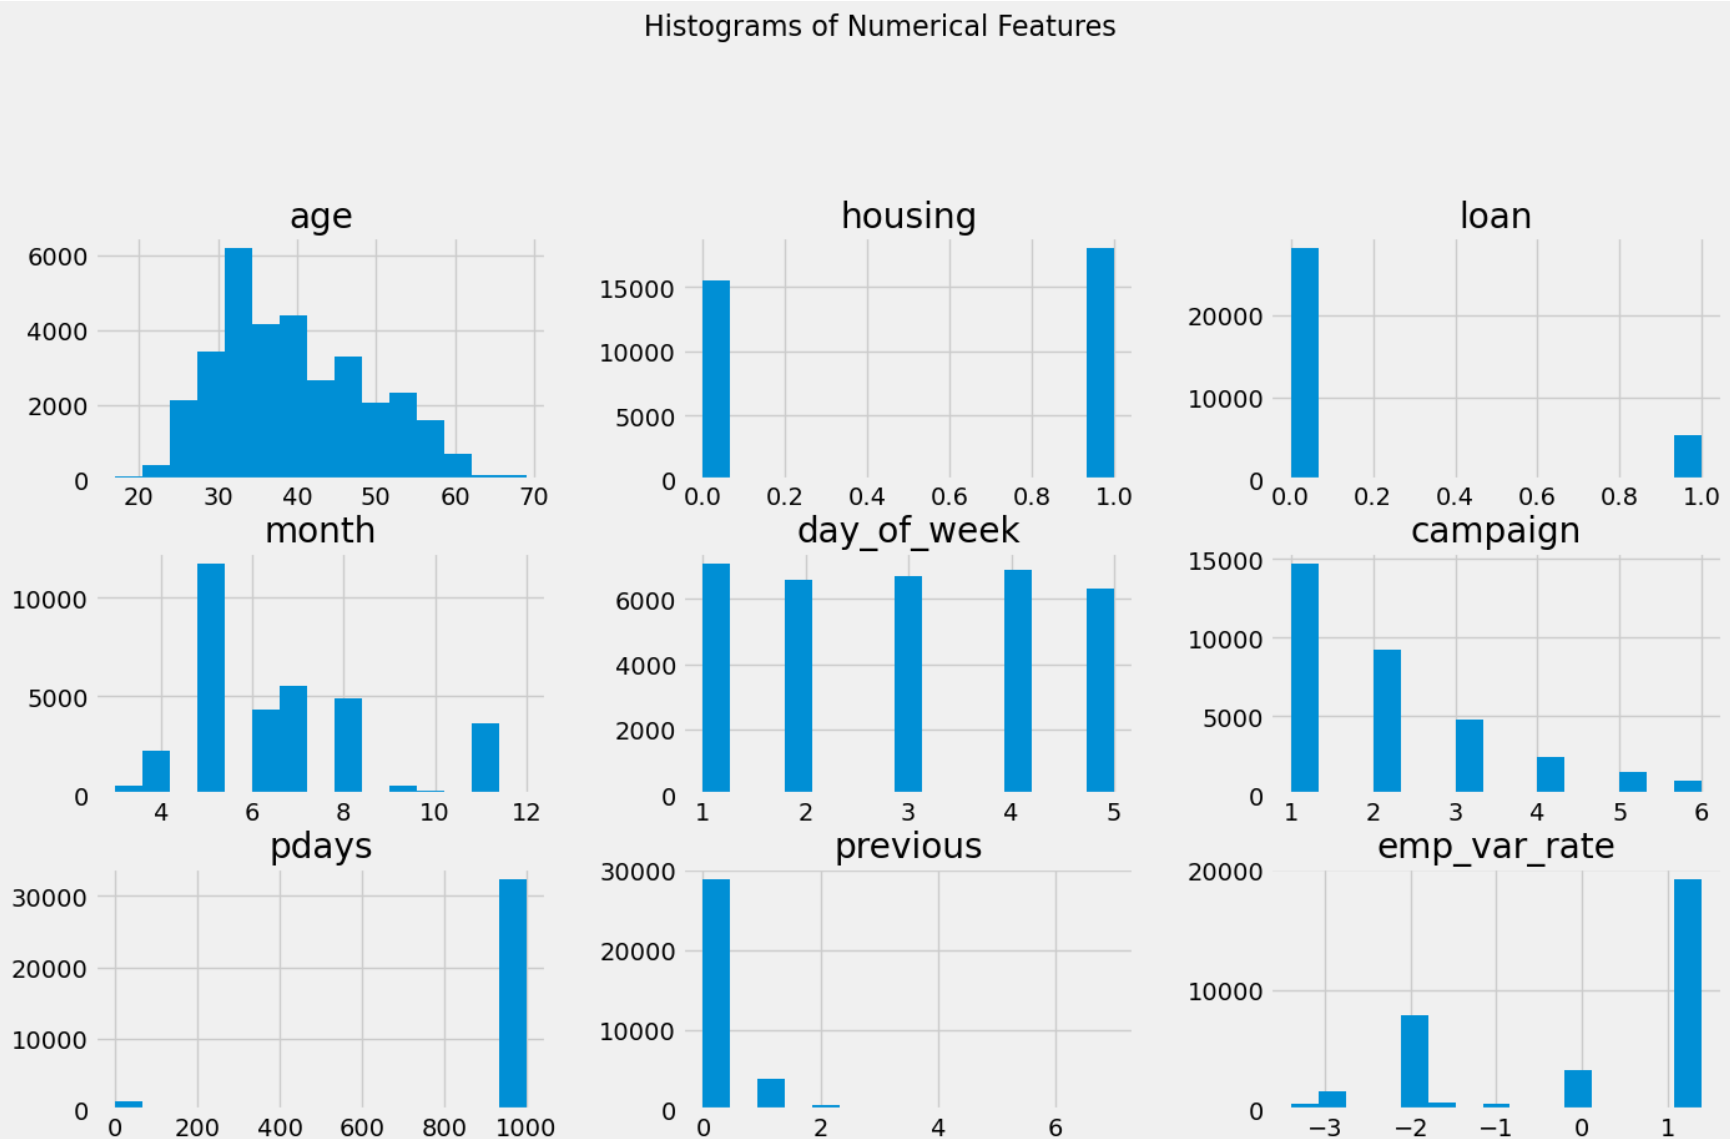 Histograms of Numerical Features
age
housing
loan
6000
4000
2000
0
20 30 40 50 60 70
15000
10000
5000
0
0.0 0.2 0.4 0.6 0.8 1.0
20000
10000
0
0.0 0.2 0.4 0.6 0.8 1.0
month
day_of_week
campaign
10000
5000
0
4 6 8 10 12
6000
4000
2000
0
1 2 3 4 5
15000
10000
5000
0
1 2 3 4 5 6
pdays
previous
emp_var_rate
30000
20000
10000
0
0 200 400 600 800 1000
30000
20000
10000
0
0 2 4 6
20000
10000
0
−3 −2 −1 0 1